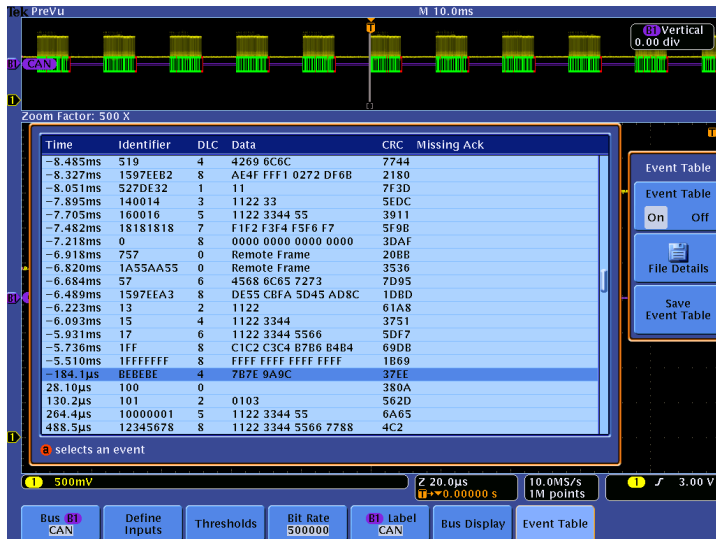 Tek PreVu M 10.0ms
B1 Vertical
0.00 div
T
B1 CAN
1
Zoom Factor: 500 X
T
Time Identifier DLC Data CRC Missing Ack
-8.485ms 519 4 4269 6C6C 7744
-8.327ms 1597EEB2 8 AE4F FFF1 0272 DF6B 2180
-8.051ms 527DE32 1 11 7F3D
-7.895ms 140014 3 1122 33 5EDC
-7.705ms 160016 5 1122 3344 55 3911
-7.482ms 18181818 7 F1F2 F3F4 F5F6 F7 5F9B
-7.218ms 0 8 0000 0000 0000 0000 3DAF
-6.918ms 757 0 Remote Frame 20BB
-6.820ms 1A55AA55 0 Remote Frame 3536
-6.684ms 57 6 4568 6C65 7273 7D95
-6.489ms 1597EEA3 8 DE55 CBFA 5D45 AD8C 1DBD
-6.223ms 13 2 1122 61A8
-6.093ms 15 4 1122 3344 3751
-5.931ms 17 6 1122 3344 5566 5DF7
-5.736ms 1FF 8 C1C2 C3C4 B7B6 B4B4 69DB
-5.510ms 1FFFFFFF 8 FFFF FFFF FFFF FFFF 1B69
-184.1µs BEBEBE 4 7B7E 9A9C 37EE
28.10µs 100 0 380A
130.2µs 101 2 0103 562D
264.4µs 10000001 5 1122 3344 55 6A65
488.5µs 12345678 8 1122 3344 5566 7788 4C2
a selects an event
Event Table
Event Table
On Off
File Details
Save
Event Table
B1
1
1 500mV
Z 20.0µs
T→▼0.00000 s
10.0MS/s
1M points
1 ∫ 3.00 V
Bus B1
CAN
Define
Inputs
Thresholds
Bit Rate
500000
B1 Label
CAN
Bus Display
Event Table